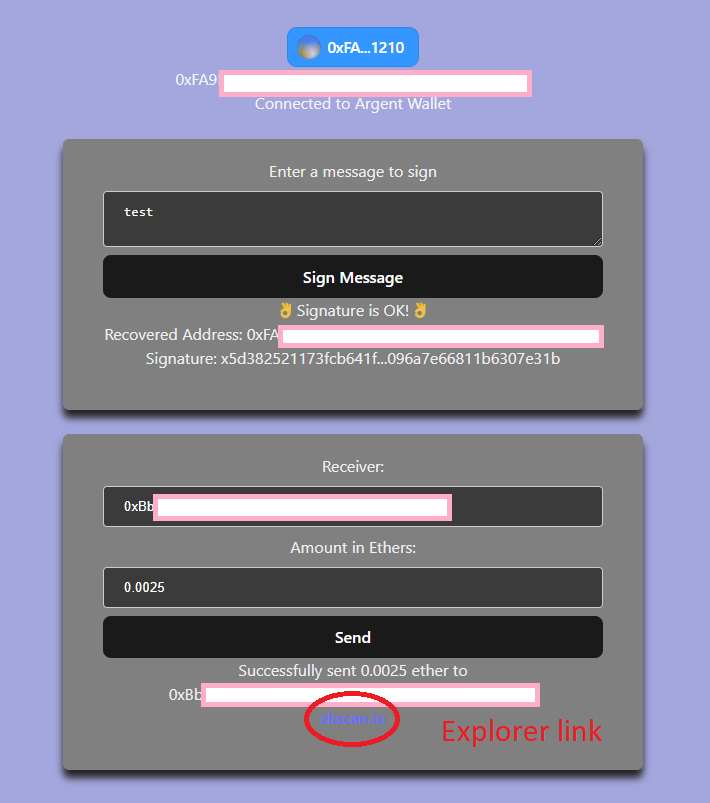 0xFA...1210
0xFA9
Connected to Argent Wallet
Enter a message to sign
test
Sign Message
👌Signature is OK!👌
Recovered Address: 0xFA
Signature: x5d382521173fcb641f...096a7e66811b6307e31b
Receiver:
0xBb
Amount in Ethers:
0.0025
Send
Successfully sent 0.0025 ether to
0xBb
zkscan.io
Explorer link